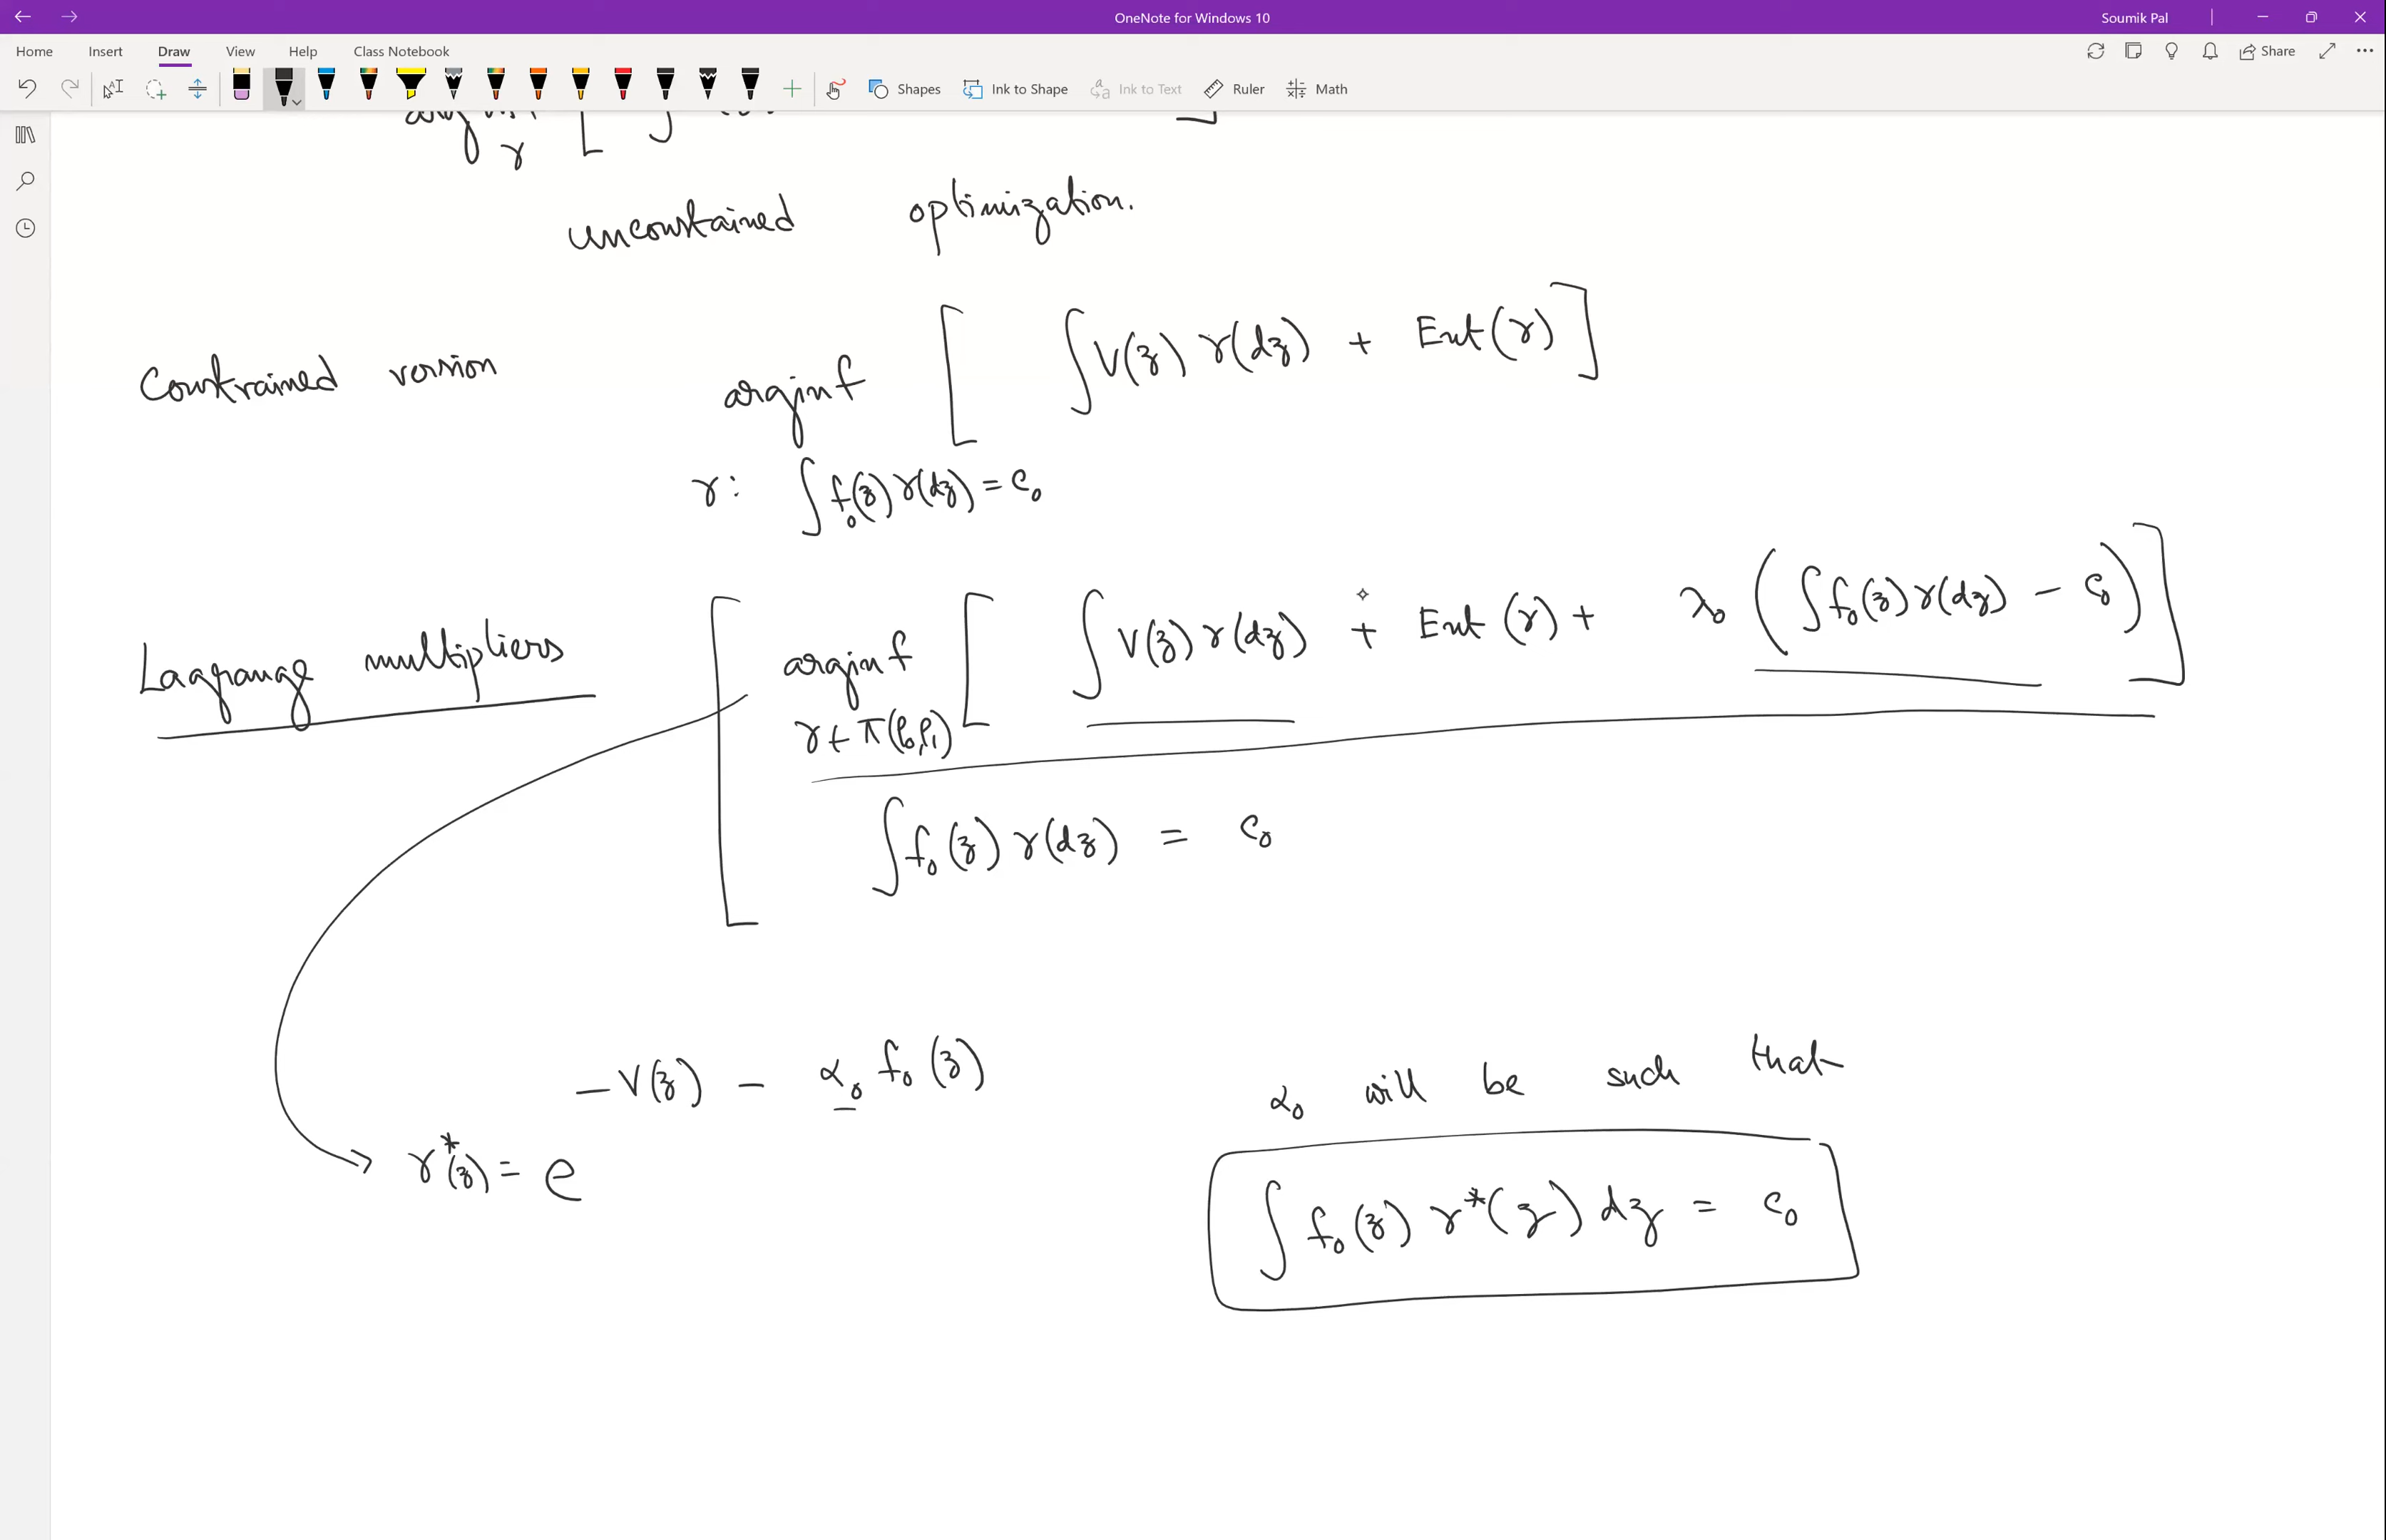 OneNote for Windows 10
Soumik Pal
Home Insert Draw View Help Class Notebook Share
Shapes Ink to Shape Ink to Text Ruler Math
γ [ ∫ ]
unconstrained optimization.
Constrained version arginf [ ∫V(z) γ(dz) + Ent(γ) ]
γ: ∫f₀(z) γ(dz) = c₀
Lagrange multipliers [ arginf [ ∫V(z) γ(dz) + Ent(γ) + λ₀ (∫f₀(z) γ(dz) − c₀) ]
γ ∈ π(ρ₀,ρ₁)
∫f₀(z) γ(dz) = c₀
−V(z) − α₀ f₀(z)
γ*(z) = e
α₀ will be such that
∫ f₀(z) γ*(z) dz = c₀